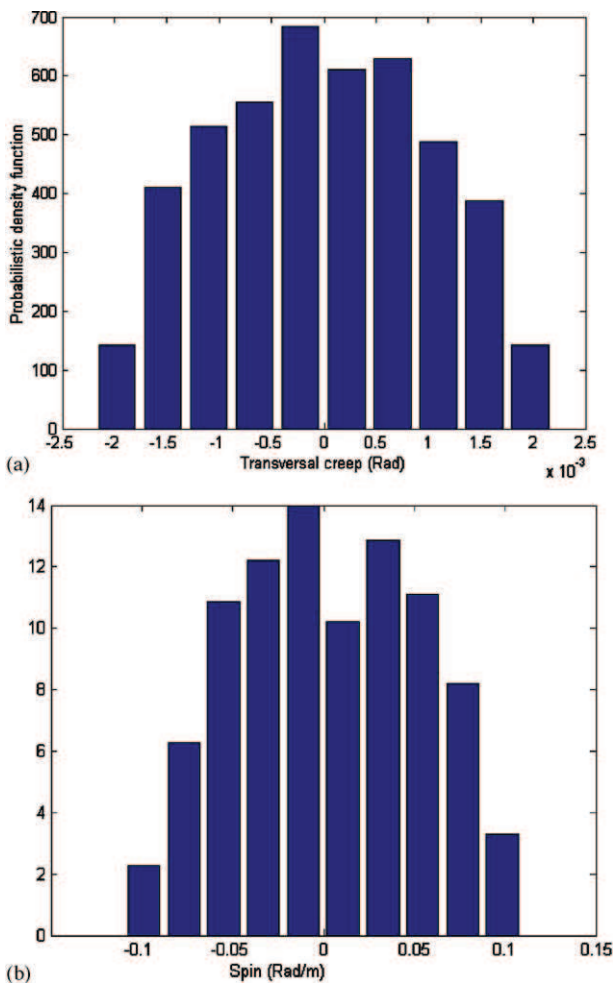 700
600
500
400
300
200
100
0
Probabilistic density function
-2.5 -2 -1.5 -1 -0.5 0 0.5 1 1.5 2 2.5
Transversal creep (Rad)
x 10-3
(a)
14
12
10
8
6
4
2
0
-0.1 -0.05 0 0.05 0.1 0.15
Spin (Rad/m)
(b)